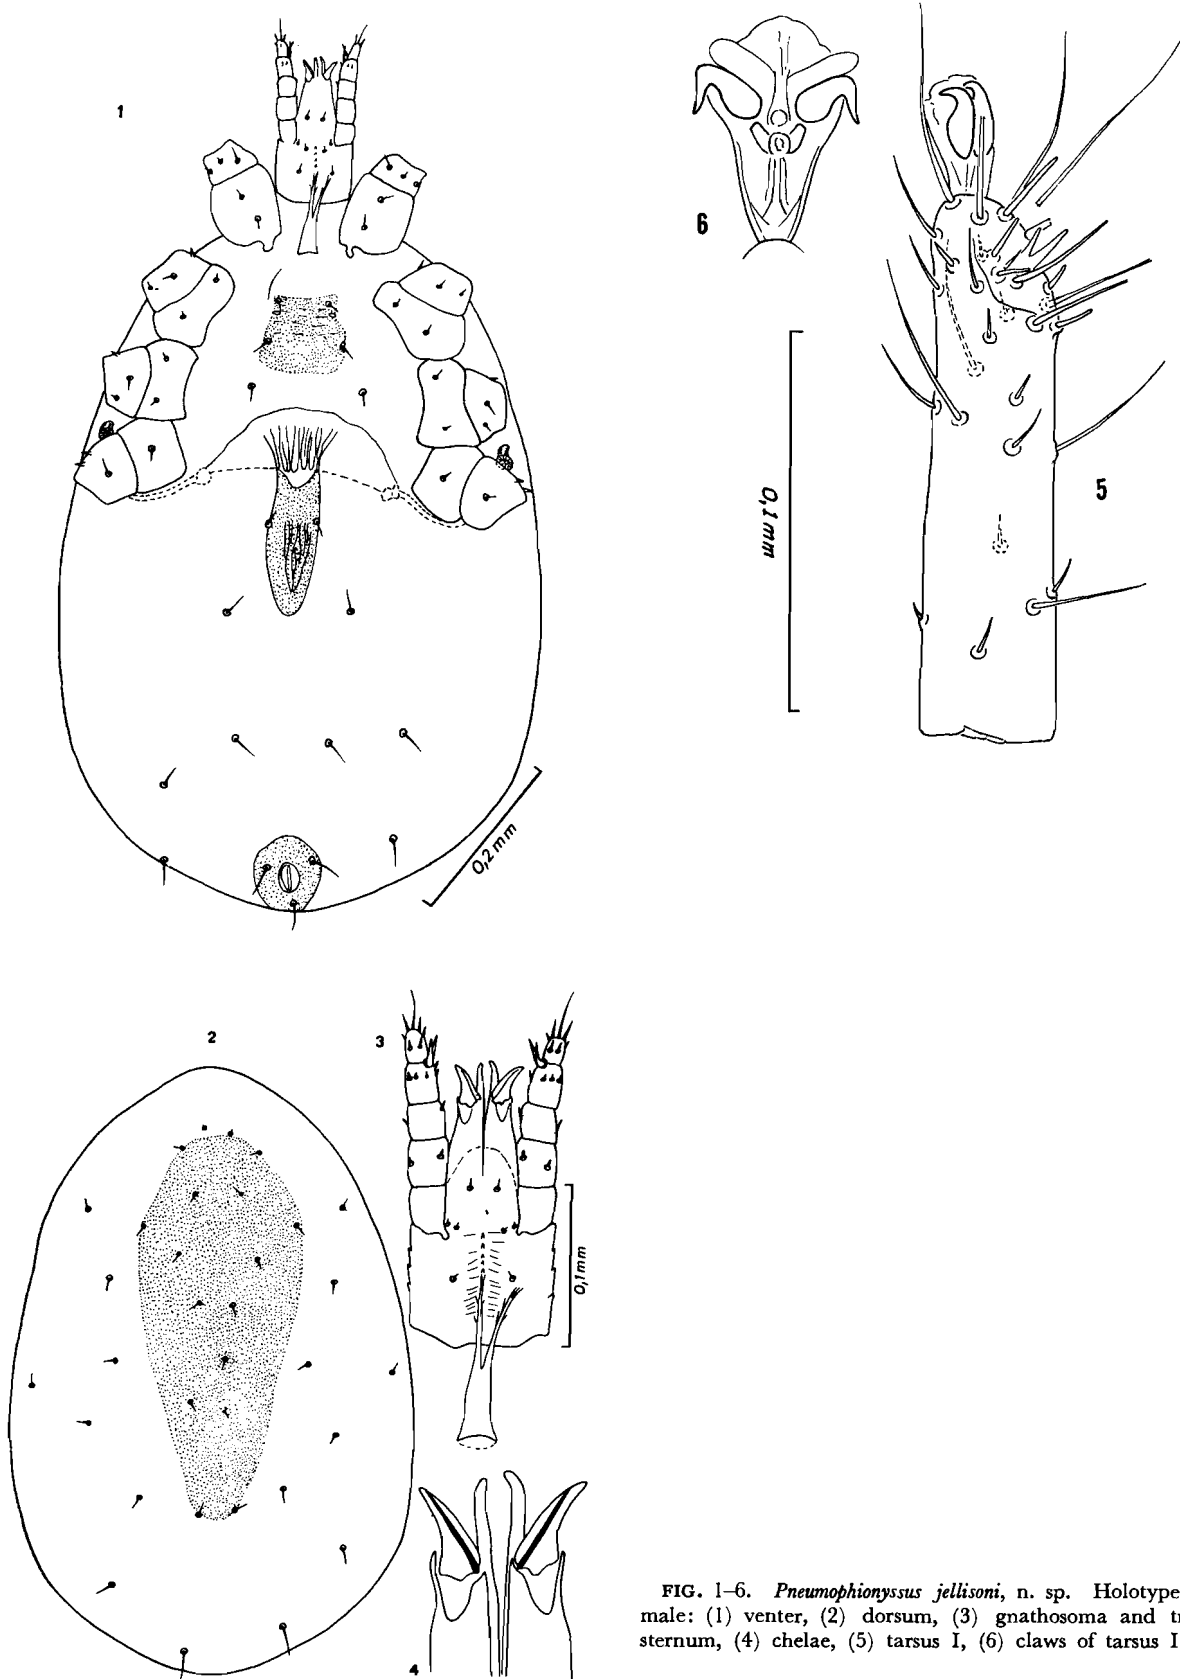 1
6
5
0,1 mm
0,2 mm
2
3
0,1 mm
4
FIG. 1–6. Pneumophionyssus jellisoni, n. sp. Holotype
male: (1) venter, (2) dorsum, (3) gnathosoma and tr
sternum, (4) chelae, (5) tarsus I, (6) claws of tarsus I